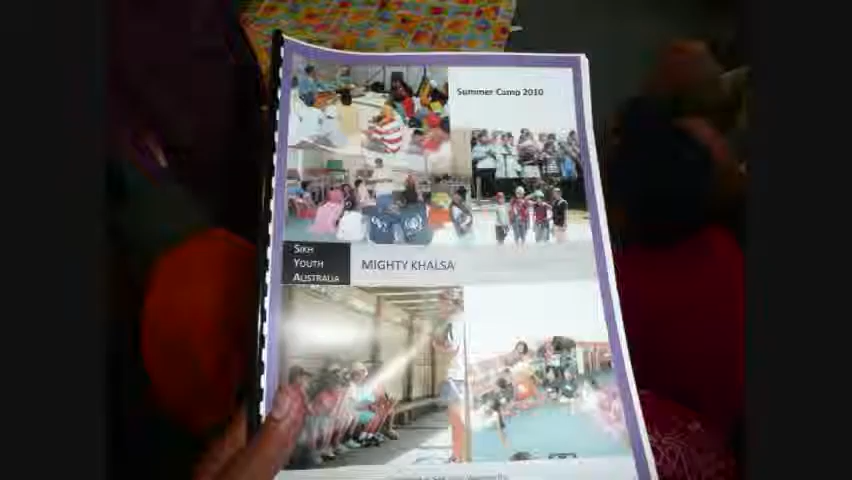 Summer Camp 2010
SIKH
YOUTH
AUSTRALIA
MIGHTY KHALSA